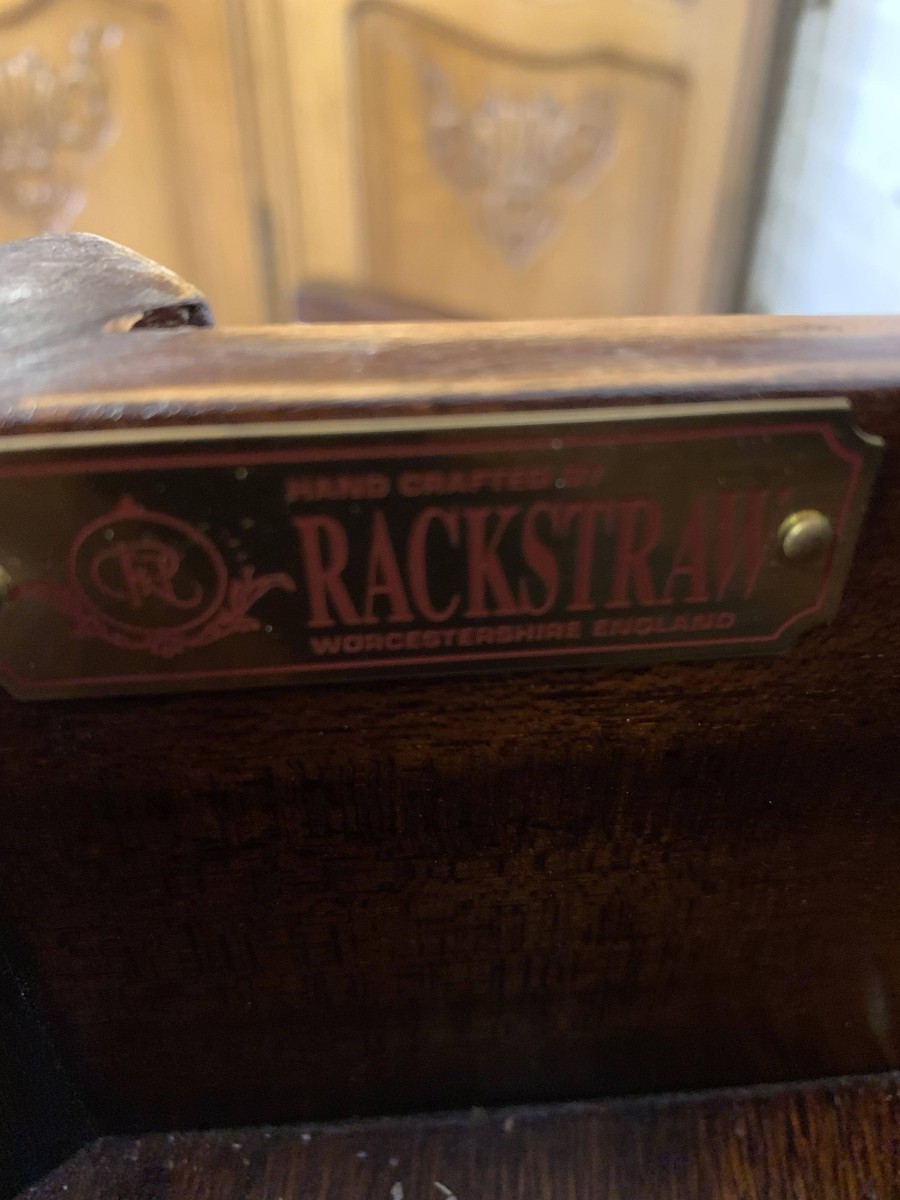 HAND CRAFTED BY
RACKSTRAW
WORCESTERSHIRE ENGLAND